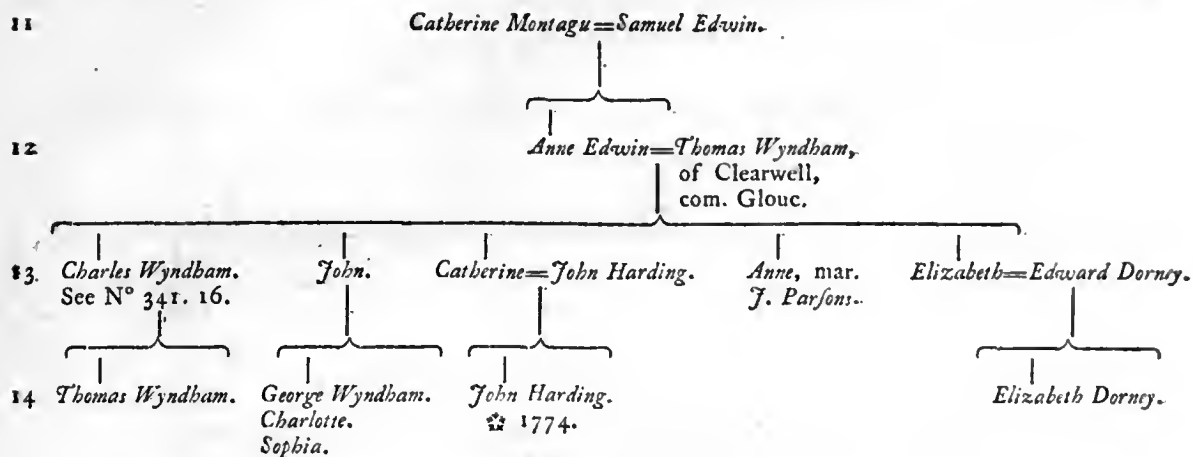 11 Catherine Montagu=Samuel Edwin.
12 Anne Edwin=Thomas Wyndham,
of Clearwell,
com. Glouc.
13. Charles Wyndham. John. Catherine=John Harding. Anne, mar. Elizabeth=Edward Dorney.
See N° 341. 16. J. Parſons.
14 Thomas Wyndham. George Wyndham. John Harding. Elizabeth Dorney.
Charlotte. ✩ 1774.
Sophia.